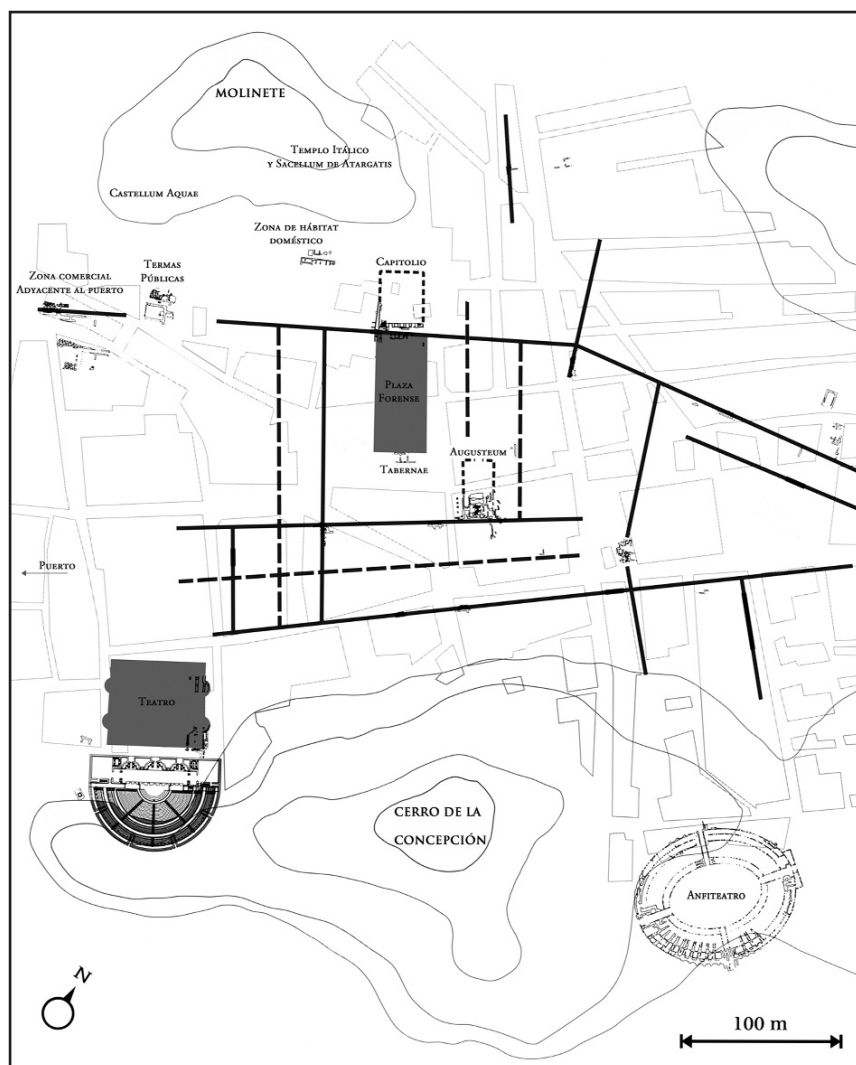 MOLINETE
TEMPLO ITÁLICO
Y SACELLUM DE ATARGATIS
CASTELLUM AQUAE
ZONA DE HÁBITAT
DOMÉSTICO
CAPITOLIO
TERMAS
PÚBLICAS
ZONA COMERCIAL
ADYACENTE AL PUERTO
PLAZA
FORENSE
TABERNAE
AUGUSTEUM
PUERTO
TEATRO
CERRO DE LA
CONCEPCIÓN
ANFITEATRO
N
100 m